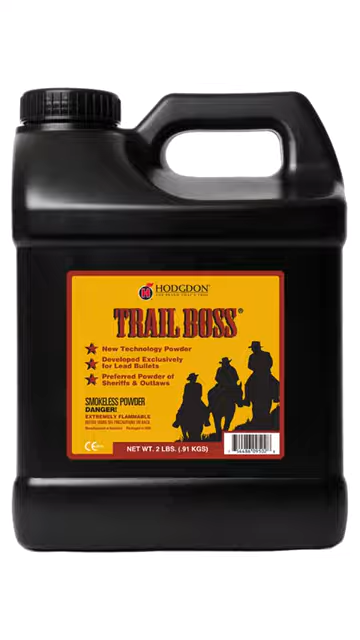 HODGDON
THE BRAND THAT'S TRUE
TRAIL BOSS®
New Technology Powder
Developed Exclusively
for Lead Bullets
Preferred Powder of
Sheriffs & Outlaws
SMOKELESS POWDER
DANGER!
EXTREMELY FLAMMABLE
CE
NET WT. 2 LBS. (.91 KGS)